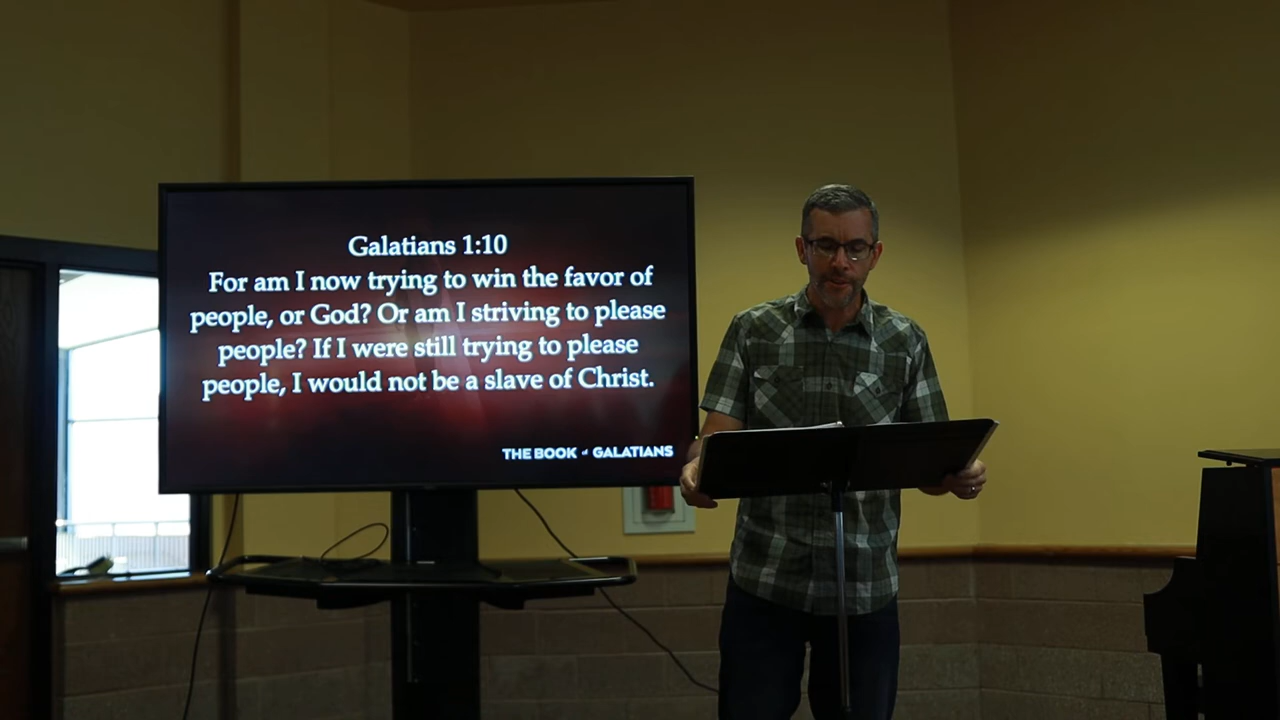 Galatians 1:10
For am I now trying to win the favor of
people, or God? Or am I striving to please
people? If I were still trying to please
people, I would not be a slave of Christ.
THE BOOK of GALATIANS